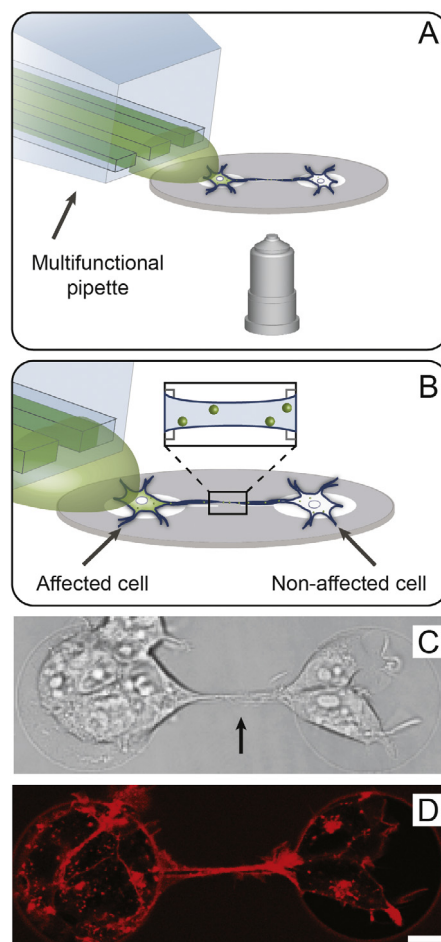 A
Multifunctional
pipette
B
Affected cell
Non-affected cell
C
D